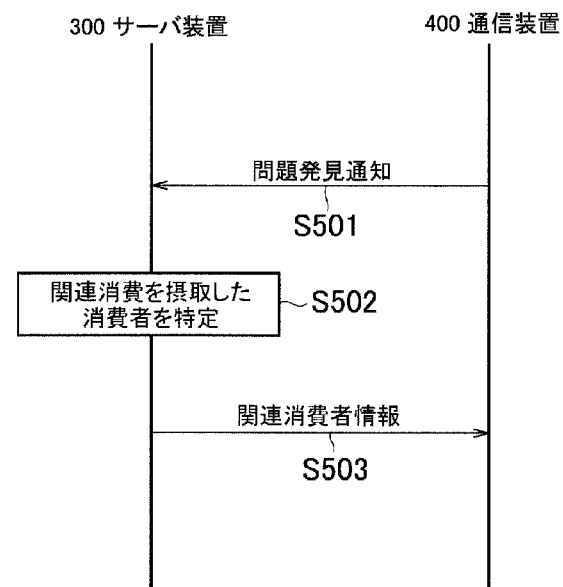 300 サーバ装置
400 通信装置
問題発見通知
S501
関連消費を摂取した
消費者を特定
S502
関連消費者情報
S503